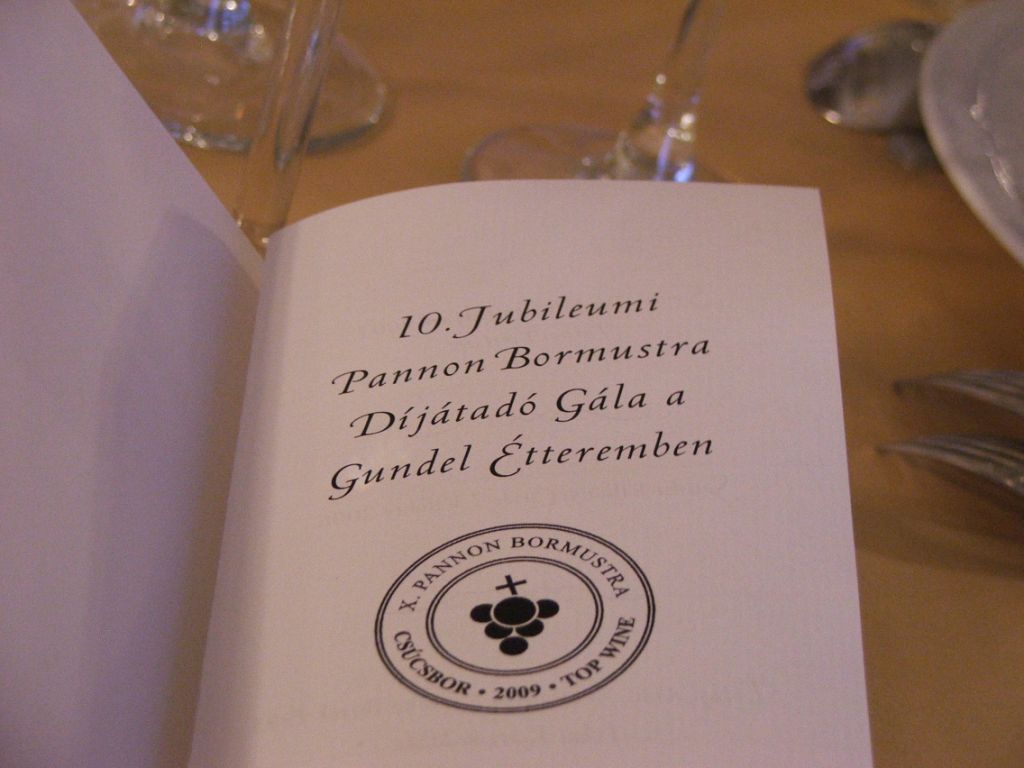 10. Jubileumi
Pannon Bormustra
Díjátadó Gála a
Gundel Étteremben
X. PANNON BORMUSTRA
CSÚCSBOR • 2009 • TOP WINE